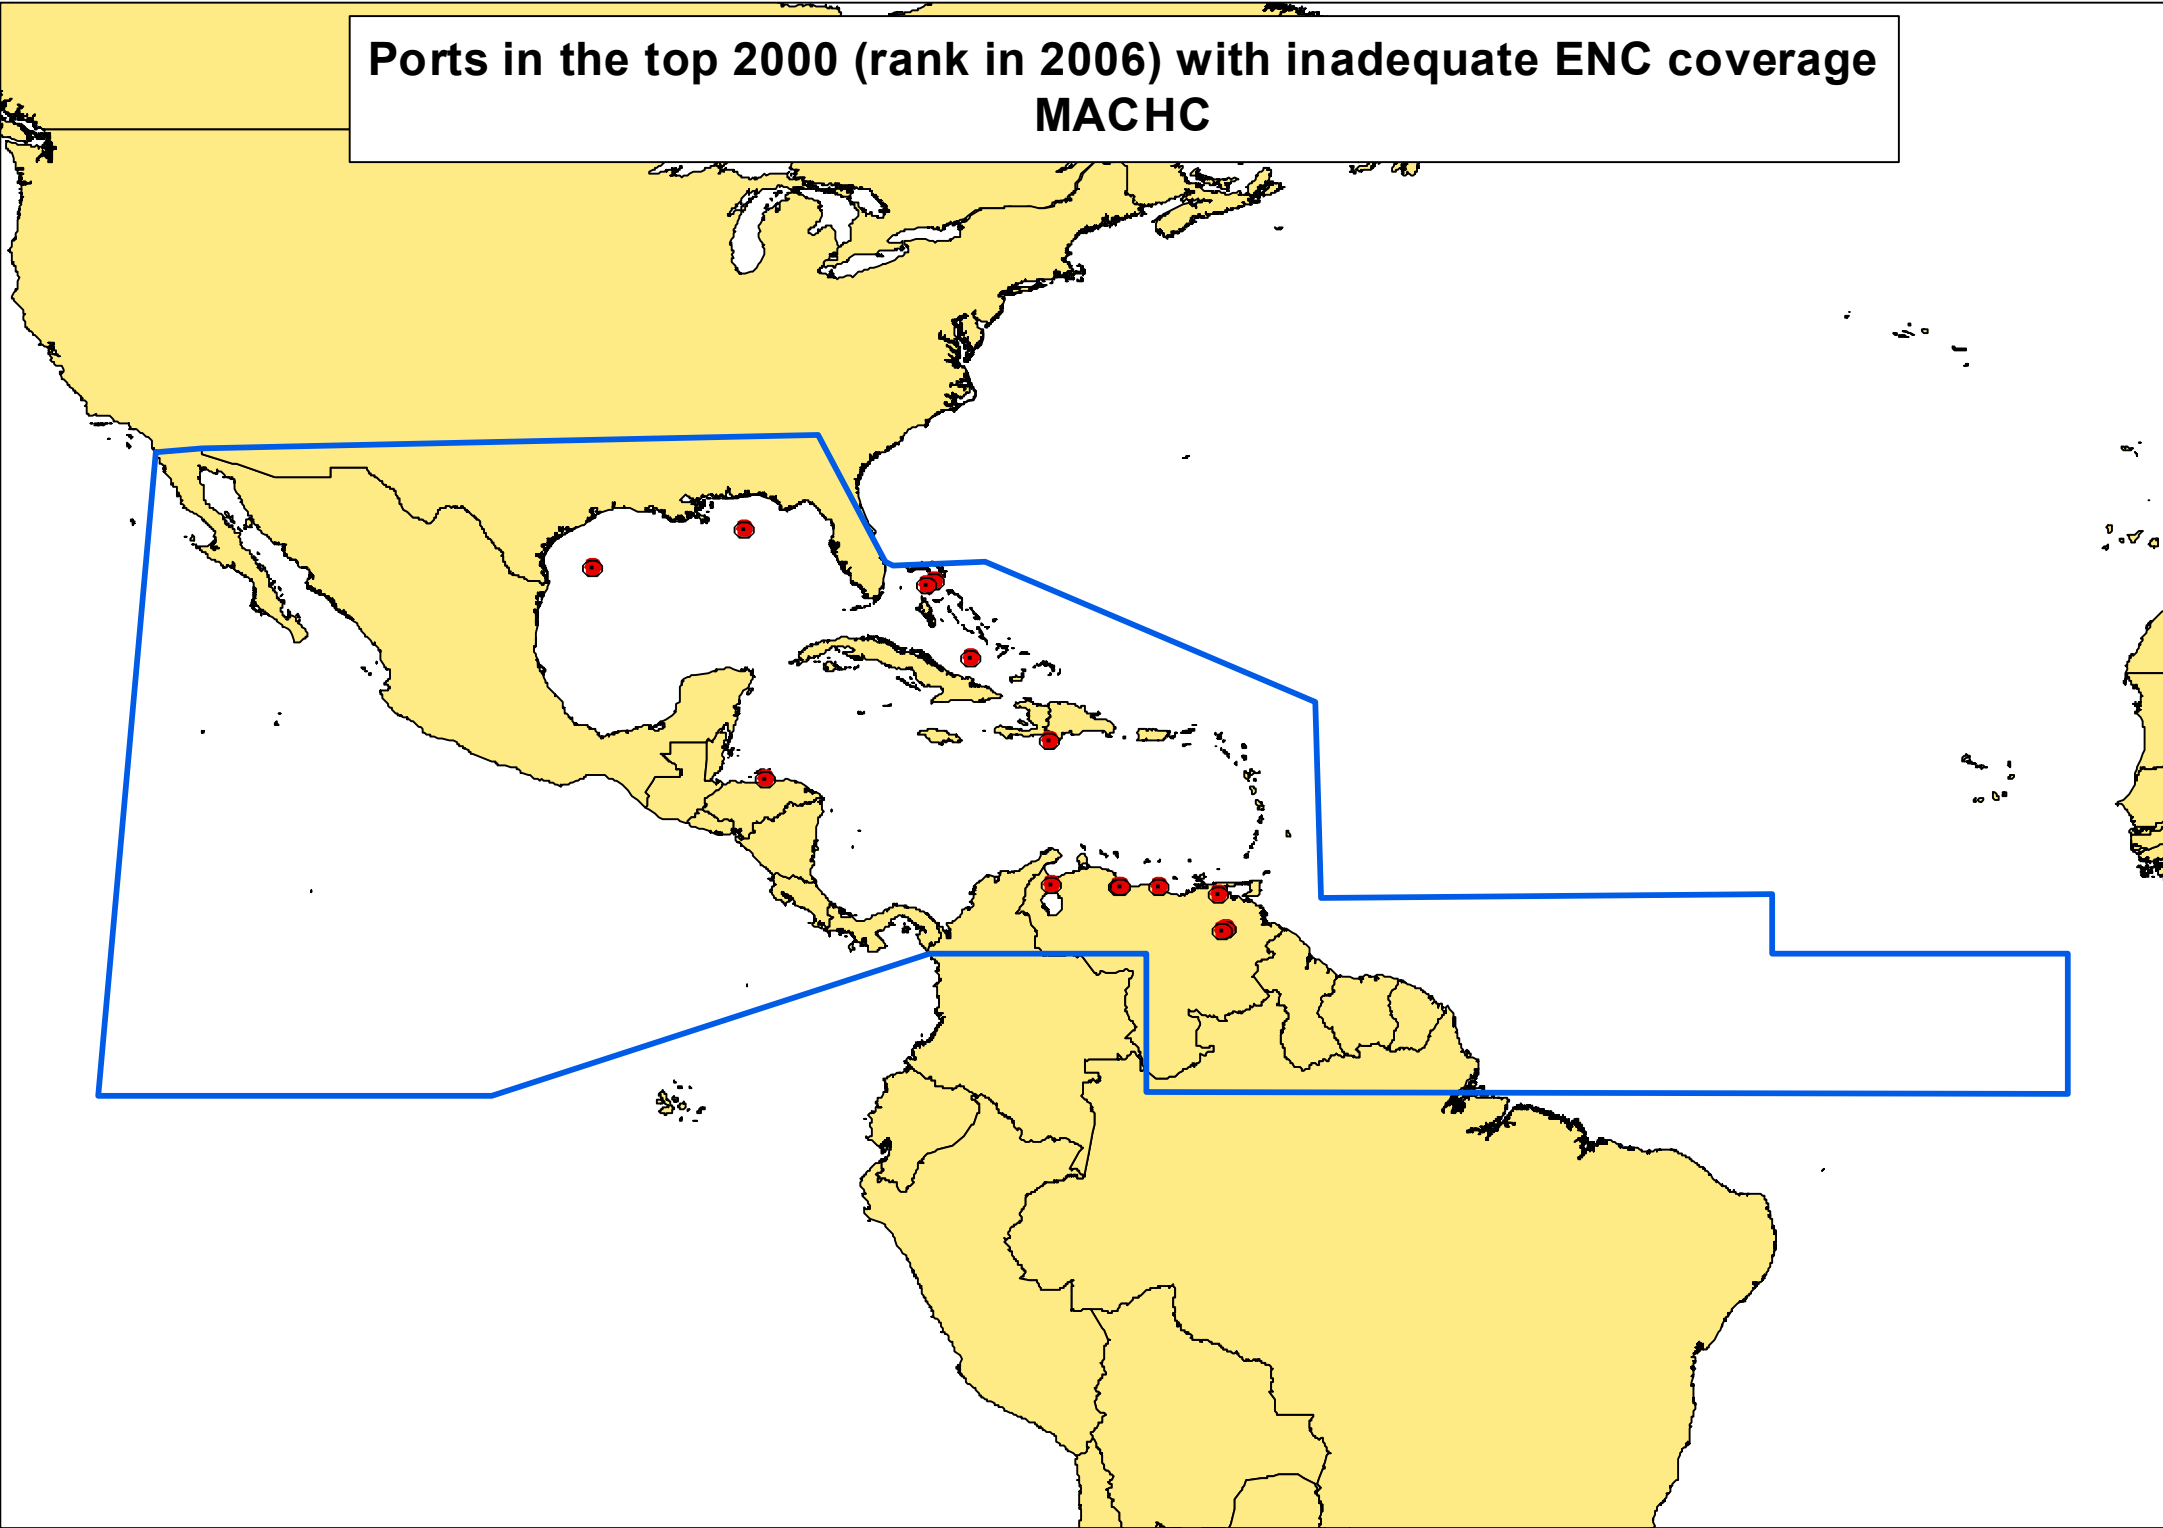 Ports in the top 2000 (rank in 2006) with inadequate ENC coverage
MACHC